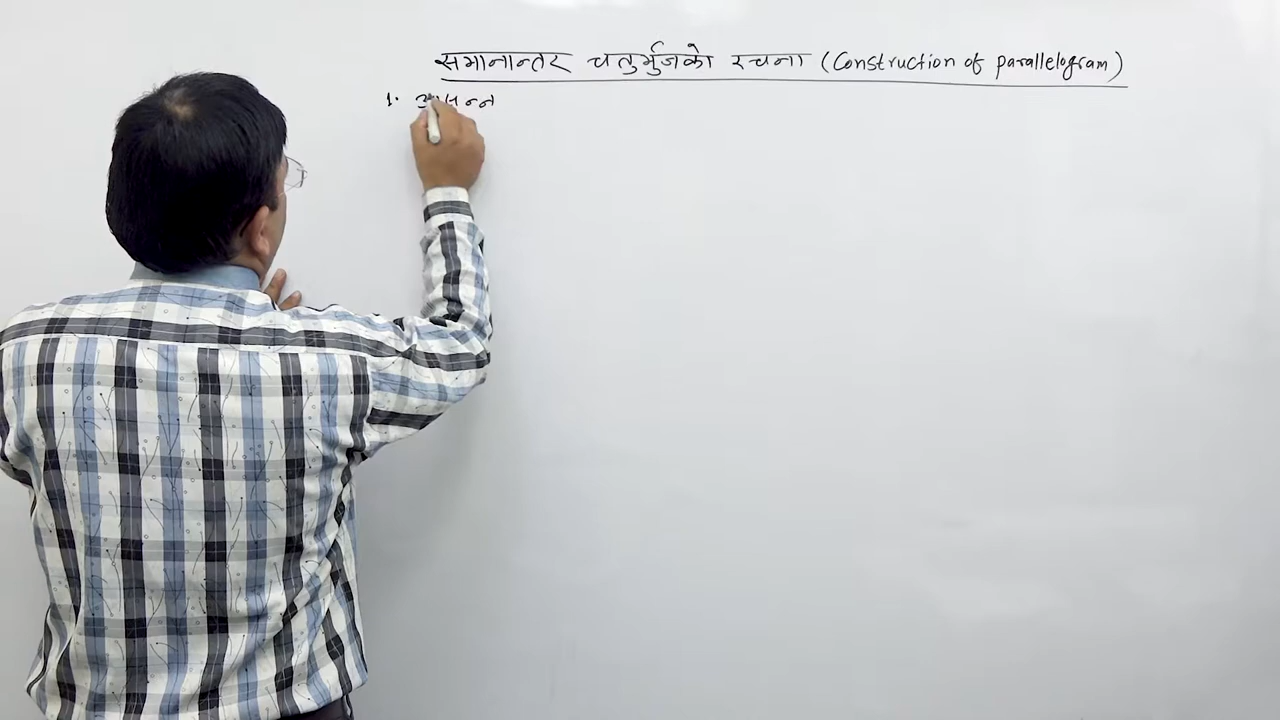 समानान्तर चतुर्भुजको रचना (Construction of parallelogram)
1.